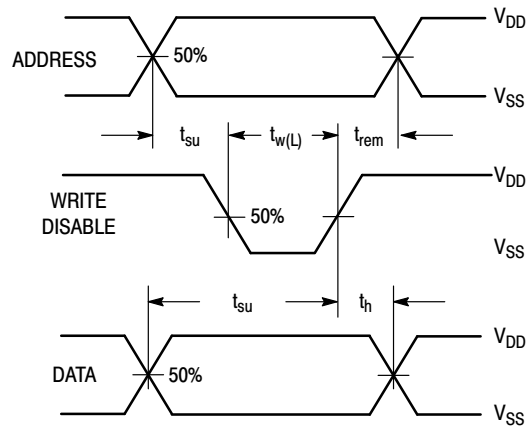 V_DD
ADDRESS
50%
V_SS
t_su
t_w(L)
t_rem
V_DD
WRITE
DISABLE
50%
V_SS
t_su
t_h
V_DD
DATA
50%
V_SS